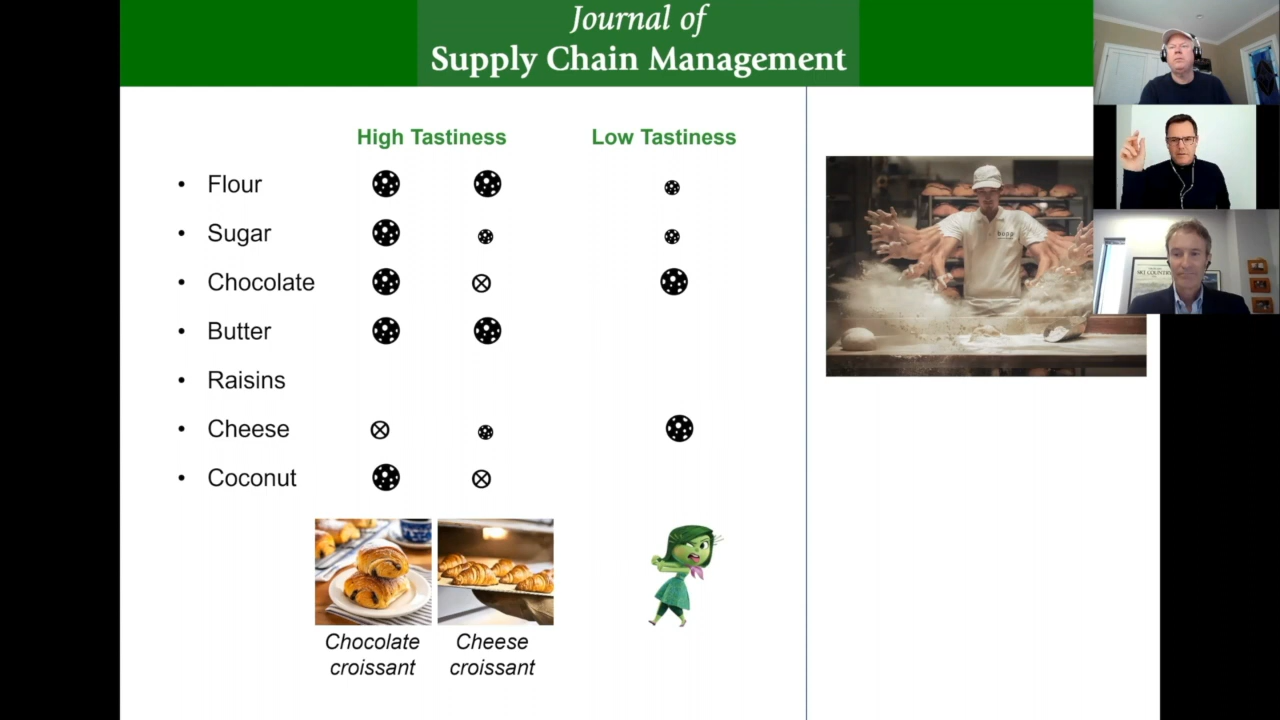 Journal of
Supply Chain Management
High Tastiness
Low Tastiness
• Flour
• Sugar
• Chocolate
• Butter
• Raisins
• Cheese
• Coconut
Chocolate
croissant
Cheese
croissant